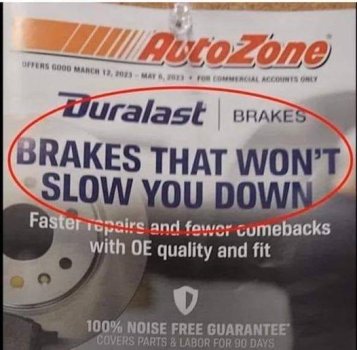 AutoZone
OFFERS GOOD MARCH 12, 2023 - MAY 6, 2023 • FOR COMMERCIAL ACCOUNTS ONLY
Duralast | BRAKES
BRAKES THAT WON'T
SLOW YOU DOWN
Faster repairs and fewer comebacks
with OE quality and fit
100% NOISE FREE GUARANTEE*
COVERS PARTS & LABOR FOR 90 DAYS